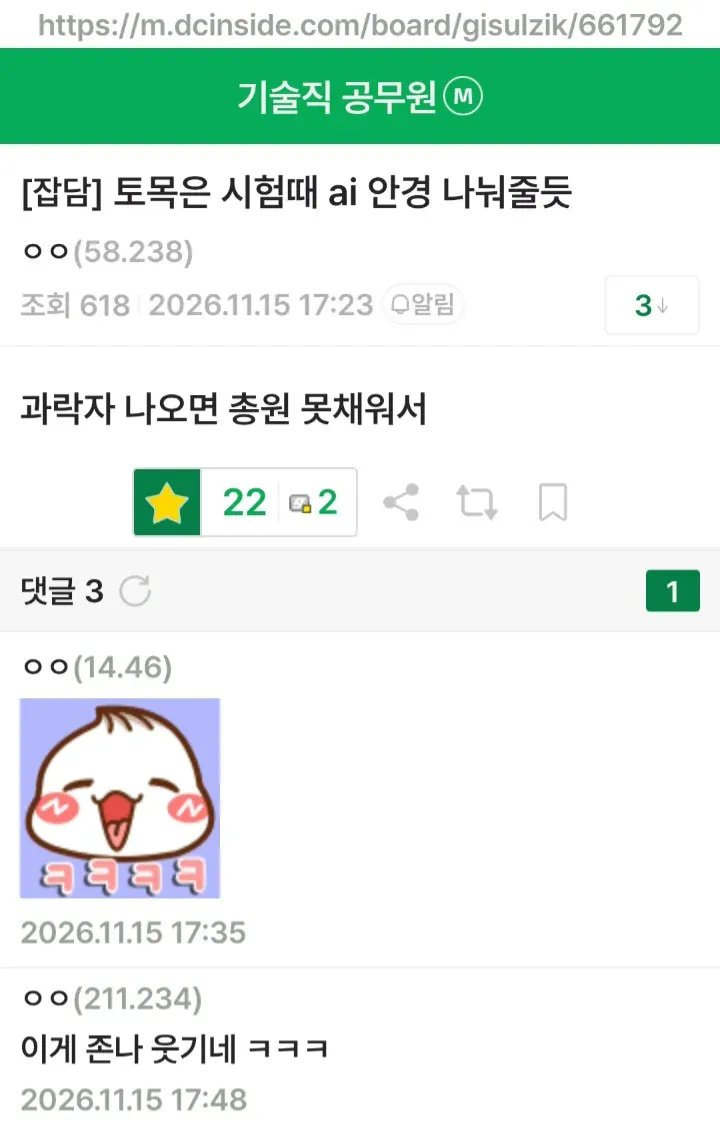 https://m.dcinside.com/board/gisulzik/661792
기술직 공무원 M
[잡담] 토목은 시험때 ai 안경 나눠줄듯
ㅇㅇ(58.238)
조회 618 2026.11.15 17:23 알림
3↓
과락자 나오면 총원 못채워서
22 2
댓글 3
1
ㅇㅇ(14.46)
ㅋㅋㅋㅋ
2026.11.15 17:35
ㅇㅇ(211.234)
이게 존나 웃기네 ㅋㅋㅋ
2026.11.15 17:48